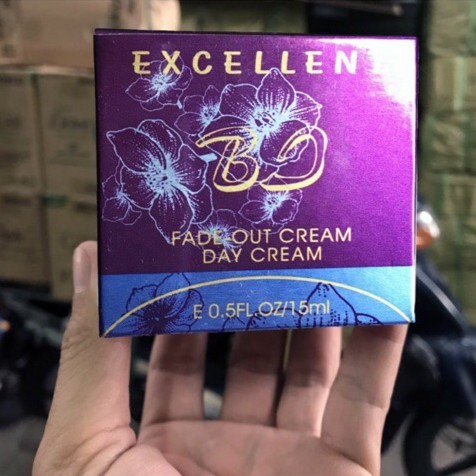 EXCELLEN
BD
FADE OUT CREAM
DAY CREAM
E 0.5FL.OZ/15ml